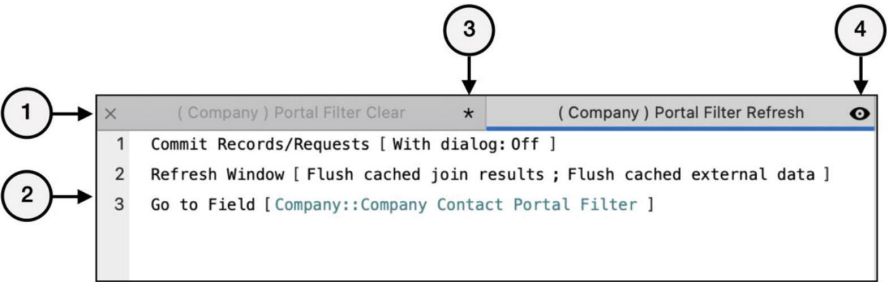 3
4
1
× ( Company ) Portal Filter Clear * ( Company ) Portal Filter Refresh
1 Commit Records/Requests [ With dialog: Off ]
2 Refresh Window [ Flush cached join results ; Flush cached external data ]
2
3 Go to Field [ Company::Company Contact Portal Filter ]